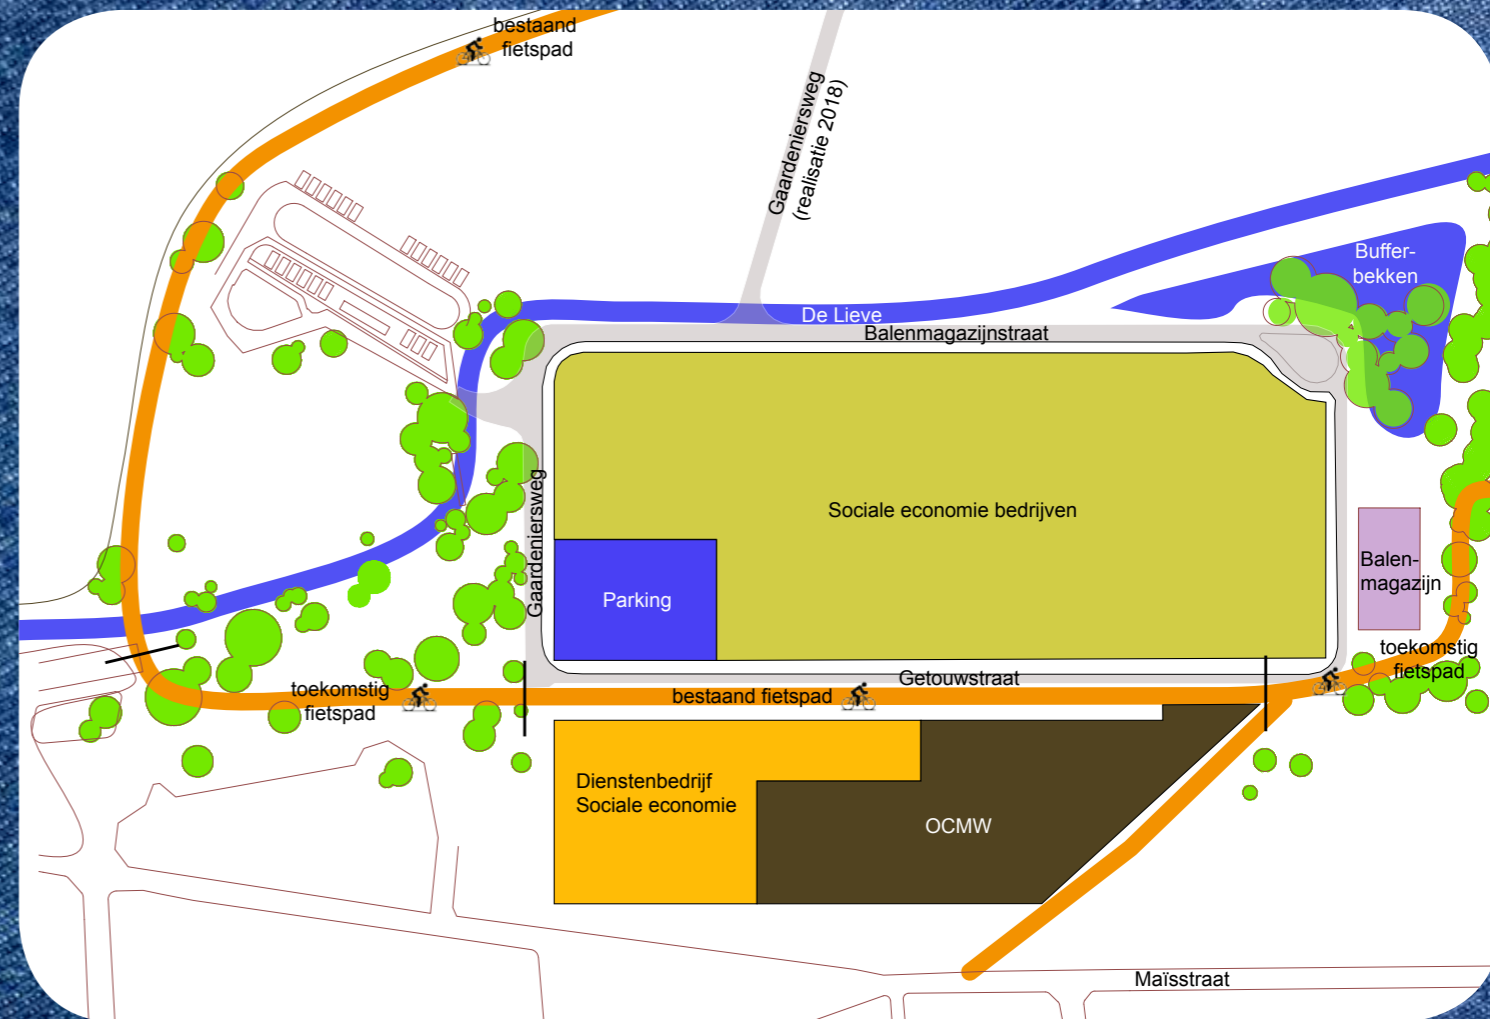 bestaand
fietspad
Gaardeniersweg
(realisatie 2018)
Buffer-
bekken
De Lieve
Balenmagazijnstraat
Gaardeniersweg
Sociale economie bedrijven
Parking
Balen-
magazijn
toekomstig
fietspad
Getouwstraat
toekomstig
fietspad
bestaand fietspad
Dienstenbedrijf
Sociale economie
OCMW
Maïsstraat